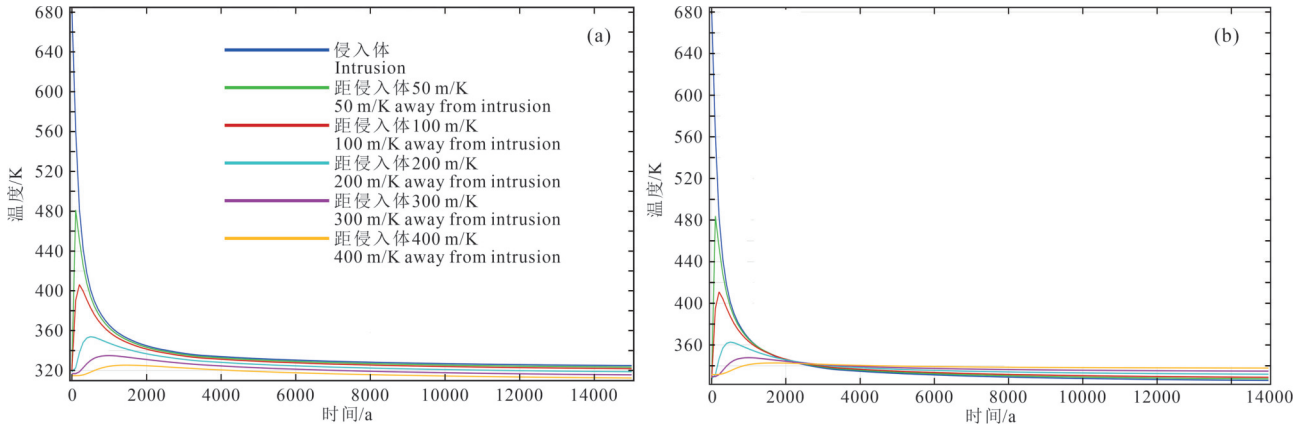 680
640
600
560
520
480
440
400
360
320
温度/K
0
2000
4000
6000
8000
10000
12000
14000
时间/a
(a)
侵入体
Intrusion
距侵入体50 m/K
50 m/K away from intrusion
距侵入体100 m/K
100 m/K away from intrusion
距侵入体200 m/K
200 m/K away from intrusion
距侵入体300 m/K
300 m/K away from intrusion
距侵入体400 m/K
400 m/K away from intrusion
680
640
600
560
520
480
440
400
360
温度/K
0
2000
4000
6000
8000
10000
12000
14000
时间/a
(b)